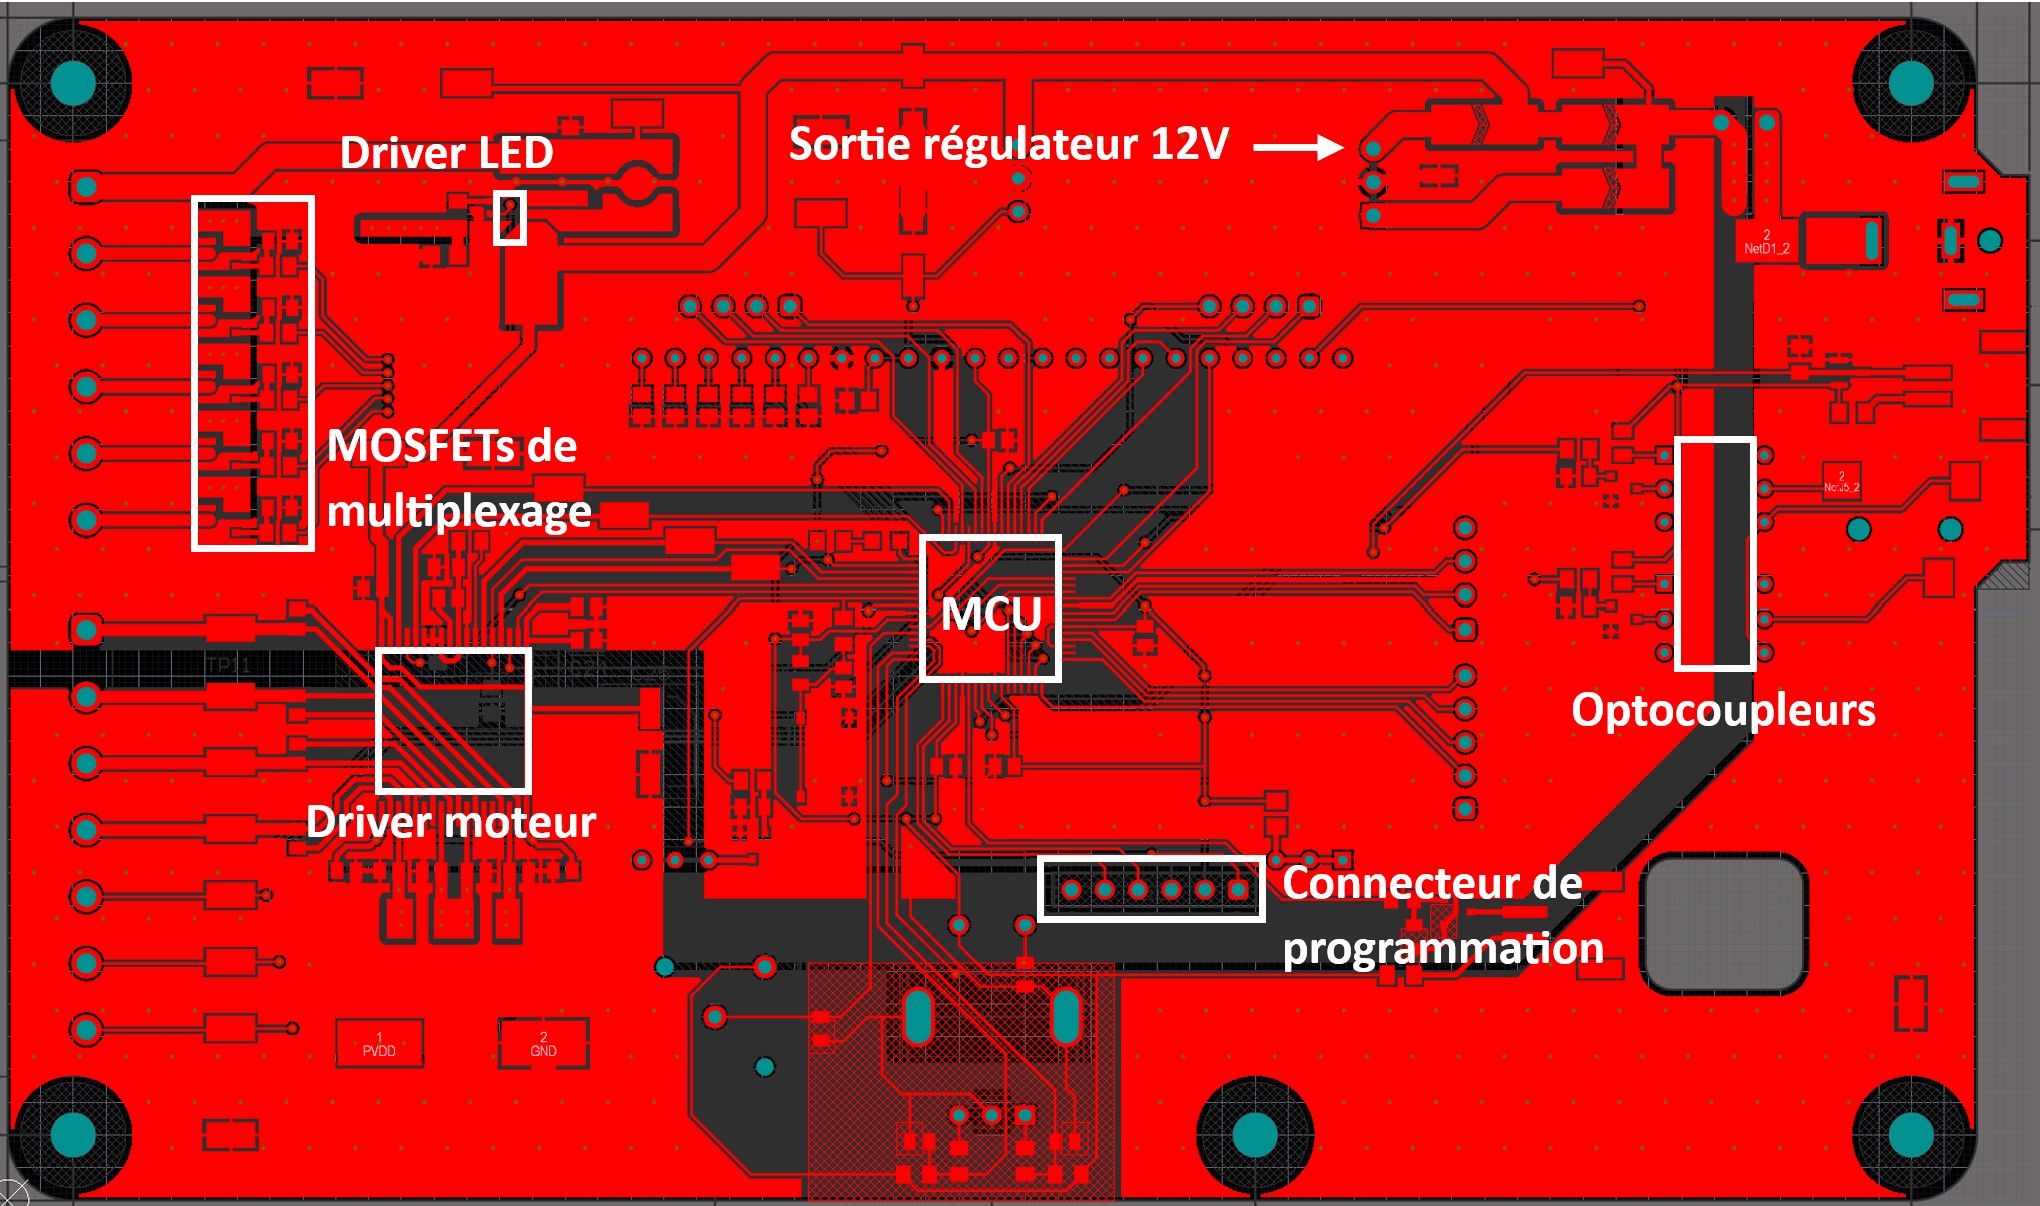 Driver LED
Sortie régulateur 12V
2
NetD1_2
MOSFETs de
multiplexage
2
MCU
TP11
Optocoupleurs
Driver moteur
Connecteur de
programmation
1
PVDD
2
GND